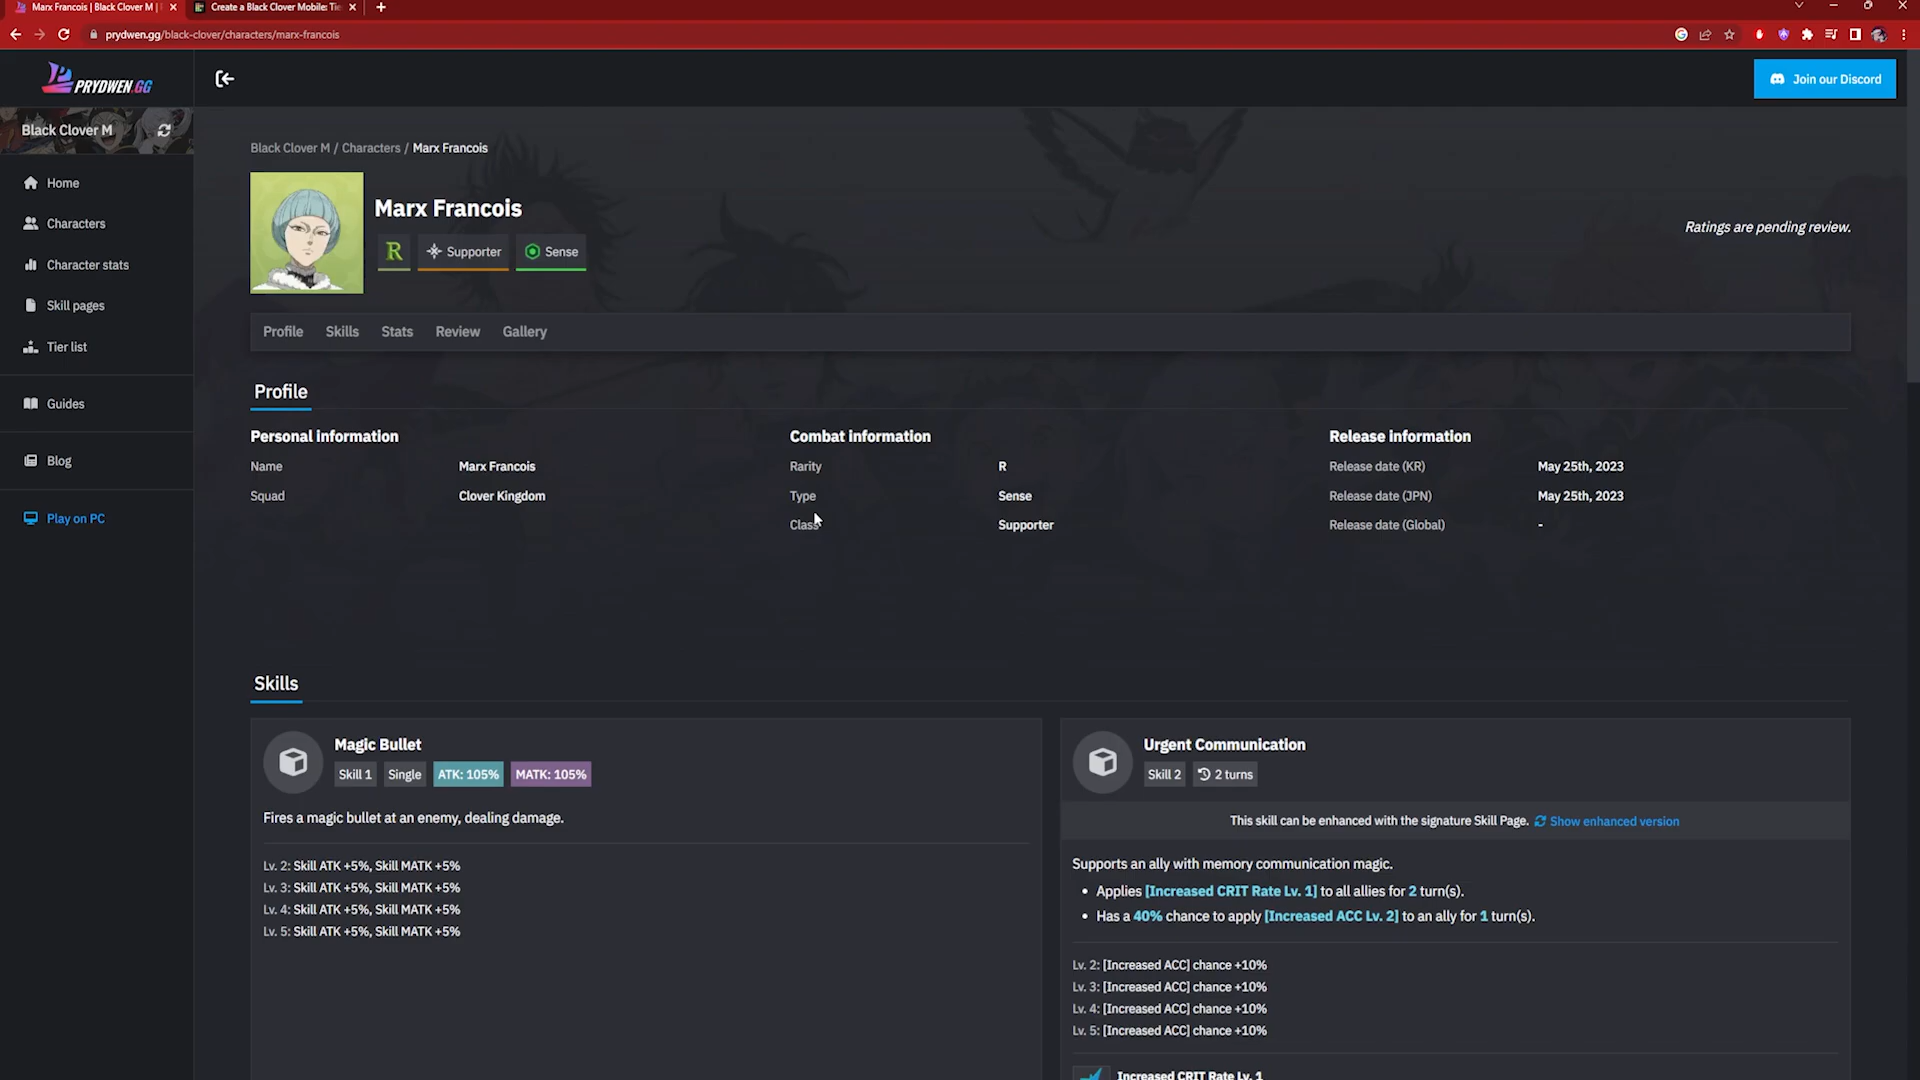 Marx Francois | Black Clover M |
Create a Black Clover Mobile: Tie
prydwen.gg/black-clover/characters/marx-francois
PRYDWEN.GG
Join our Discord
Black Clover M
Home
Characters
Character stats
Skill pages
Tier list
Guides
Blog
Play on PC
Black Clover M / Characters / Marx Francois
Marx Francois
R Supporter Sense
Ratings are pending review.
Profile Skills Stats Review Gallery
Profile
Personal information
Name Marx Francois
Squad Clover Kingdom
Combat information
Rarity R
Type Sense
Class Supporter
Release information
Release date (KR) May 25th, 2023
Release date (JPN) May 25th, 2023
Release date (Global) -
Skills
Magic Bullet
Skill 1 Single ATK: 105% MATK: 105%
Fires a magic bullet at an enemy, dealing damage.
Lv. 2: Skill ATK +5%, Skill MATK +5%
Lv. 3: Skill ATK +5%, Skill MATK +5%
Lv. 4: Skill ATK +5%, Skill MATK +5%
Lv. 5: Skill ATK +5%, Skill MATK +5%
Urgent Communication
Skill 2 2 turns
This skill can be enhanced with the signature Skill Page. Show enhanced version
Supports an ally with memory communication magic.
• Applies [Increased CRIT Rate Lv. 1] to all allies for 2 turn(s).
• Has a 40% chance to apply [Increased ACC Lv. 2] to an ally for 1 turn(s).
Lv. 2: [Increased ACC] chance +10%
Lv. 3: [Increased ACC] chance +10%
Lv. 4: [Increased ACC] chance +10%
Lv. 5: [Increased ACC] chance +10%
Increased CRIT Rate Lv. 1